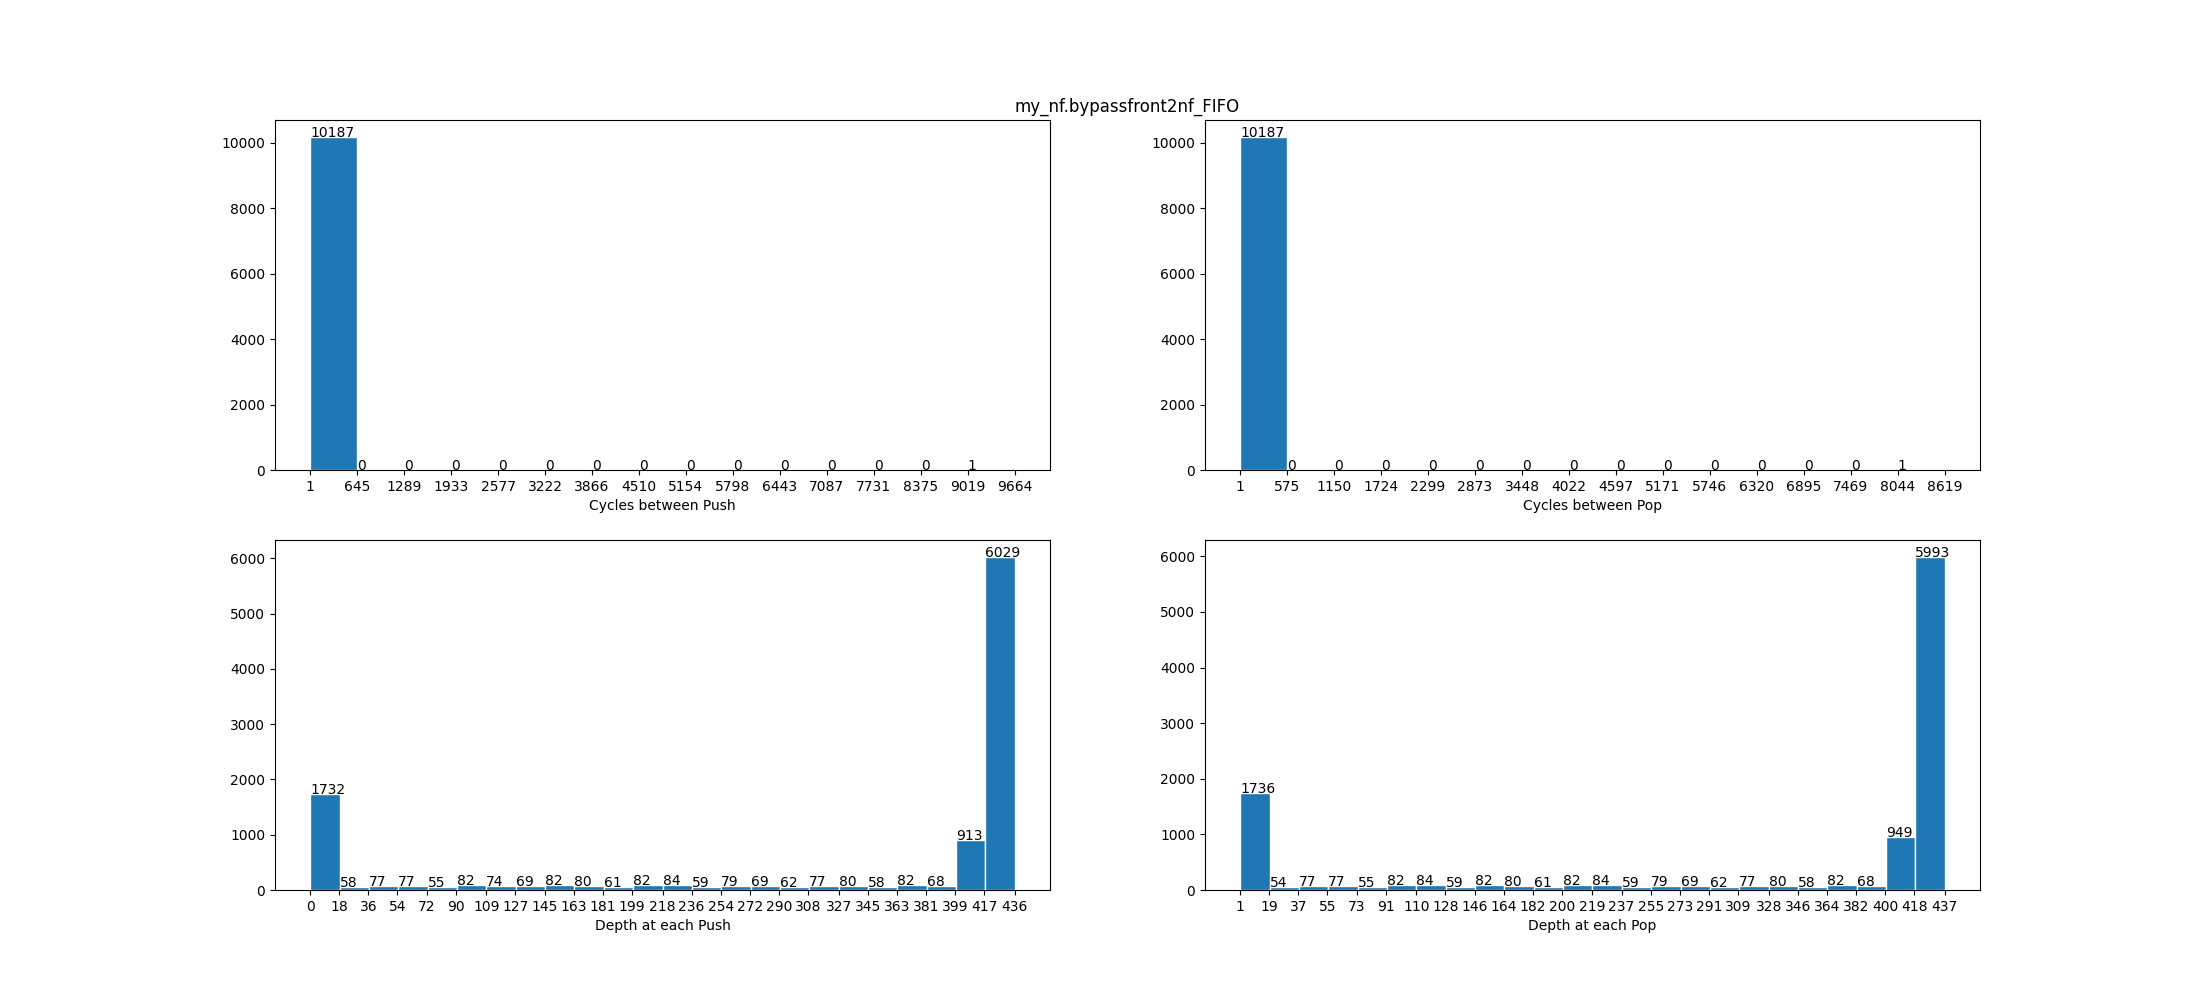 my_nf.bypassfront2nf_FIFO
10187
10000
8000
6000
4000
2000
0
0 0 0 0 0 0 0 0 0 0 0 0 0 1
1 645 1289 1933 2577 3222 3866 4510 5154 5798 6443 7087 7731 8375 9019 9664
Cycles between Push
10187
10000
8000
6000
4000
2000
0
0 0 0 0 0 0 0 0 0 0 0 0 0 1
1 575 1150 1724 2299 2873 3448 4022 4597 5171 5746 6320 6895 7469 8044 8619
Cycles between Pop
6000
5000
4000
3000
2000
1000
0
1732 58 77 77 55 82 74 69 82 80 61 82 84 59 79 69 62 77 80 58 82 68 913 6029
0 18 36 54 72 90 109 127 145 163 181 199 218 236 254 272 290 308 327 345 363 381 399 417 436
Depth at each Push
6000
5000
4000
3000
2000
1000
0
1736 54 77 77 55 82 84 59 82 80 61 82 84 59 79 69 62 77 80 58 82 68 949 5993
1 19 37 55 73 91 110 128 146 164 182 200 219 237 255 273 291 309 328 346 364 382 400 418 437
Depth at each Pop